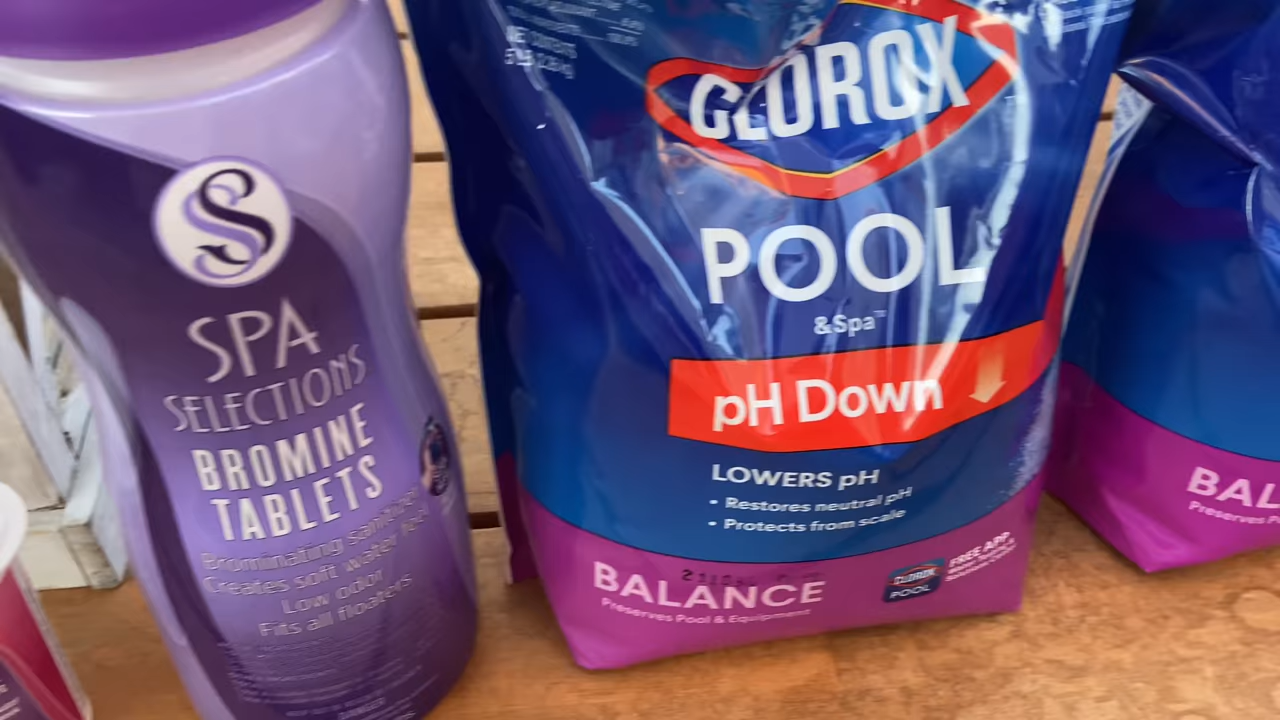 S
SPA
SELECTIONS
BROMINE
TABLETS
Brominating sanitizer
Creates soft water feel
Low odor
Fits all floaters
CLOROX
POOL
&Spa™
pH Down
LOWERS pH
• Restores neutral pH
• Protects from scale
BALANCE
Preserves Pool & Equipment
CLOROX
POOL
FREE APP
BAL
Preserves P